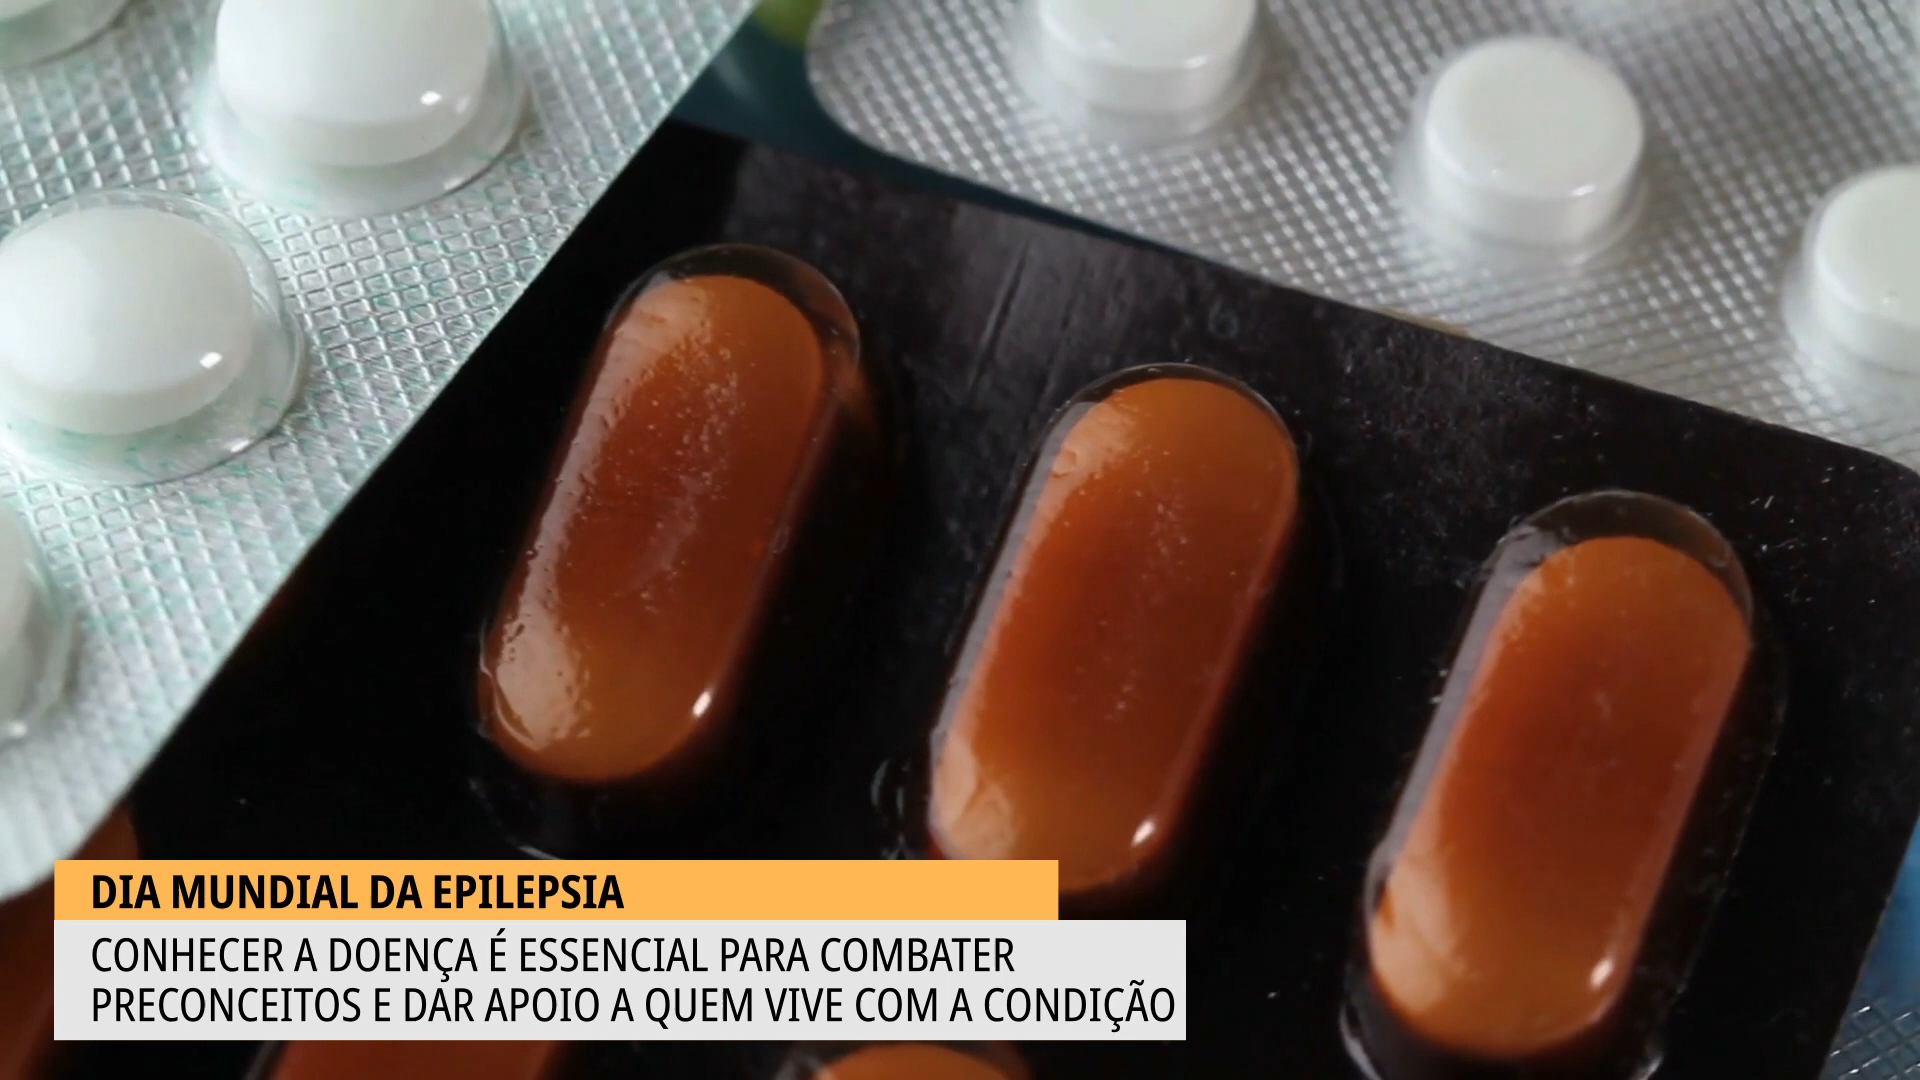 DIA MUNDIAL DA EPILEPSIA
CONHECER A DOENÇA É ESSENCIAL PARA COMBATER
PRECONCEITOS E DAR APOIO A QUEM VIVE COM A CONDIÇÃO